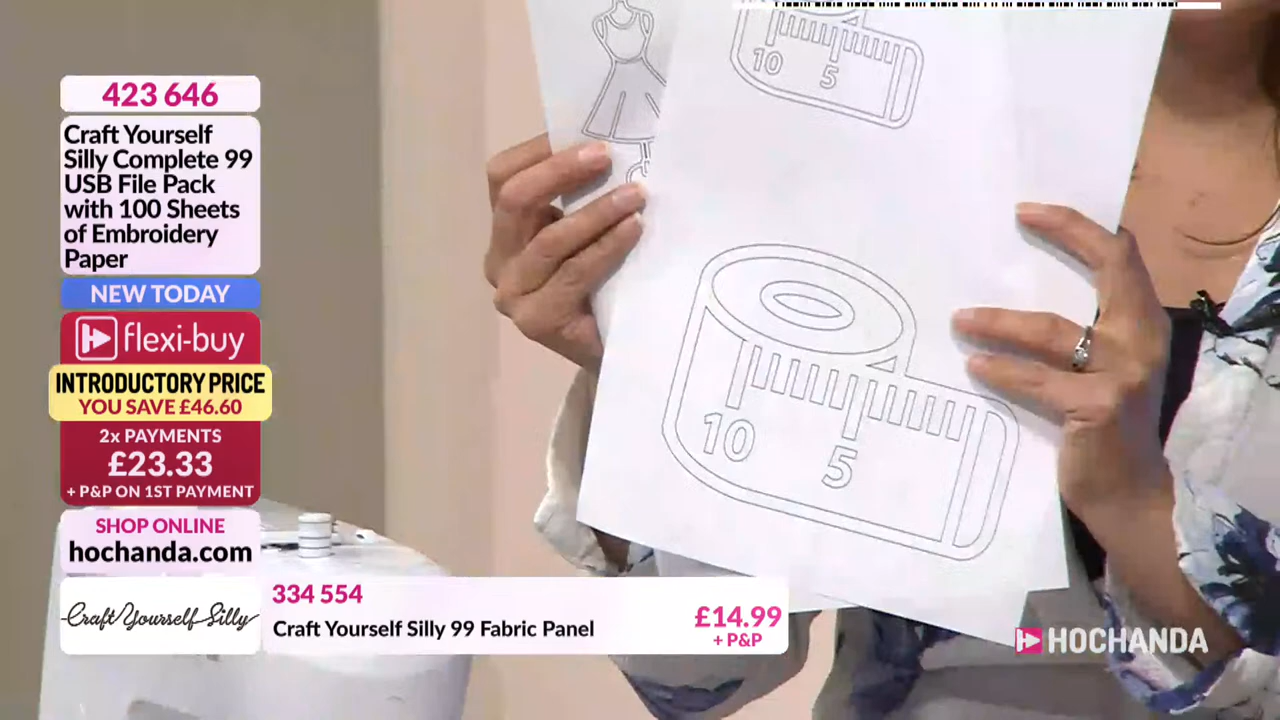 423 646
Craft Yourself
Silly Complete 99
USB File Pack
with 100 Sheets
of Embroidery
Paper
NEW TODAY
flexi-buy
INTRODUCTORY PRICE
YOU SAVE £46.60
2x PAYMENTS
£23.33
+ P&P ON 1ST PAYMENT
SHOP ONLINE
hochanda.com
Craft Yourself Silly
334 554
Craft Yourself Silly 99 Fabric Panel
£14.99
+ P&P
10 5
10 5
HOCHANDA